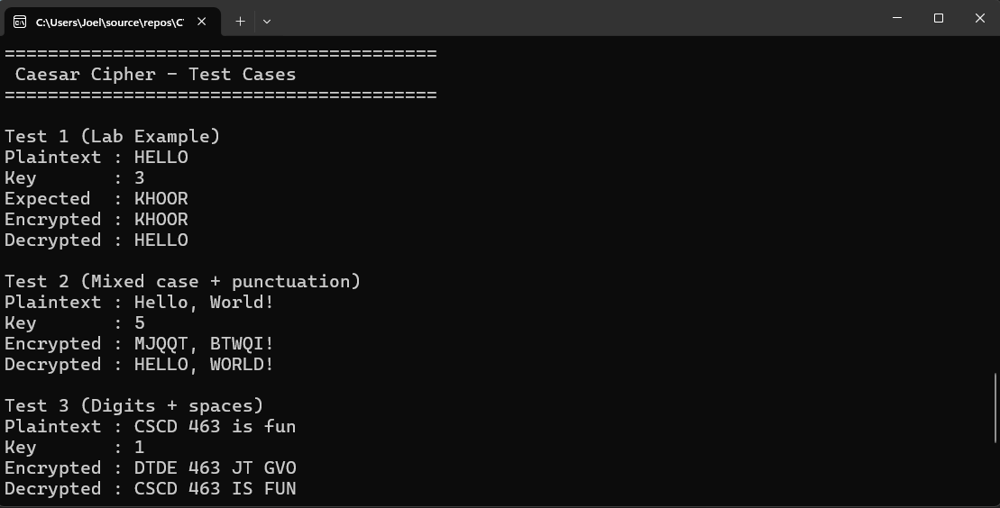 C:\Users\Joel\source\repos\C
========================================
 Caesar Cipher - Test Cases
========================================
Test 1 (Lab Example)
Plaintext : HELLO
Key       : 3
Expected  : KHOOR
Encrypted : KHOOR
Decrypted : HELLO
Test 2 (Mixed case + punctuation)
Plaintext : Hello, World!
Key       : 5
Encrypted : MJQQT, BTWQI!
Decrypted : HELLO, WORLD!
Test 3 (Digits + spaces)
Plaintext : CSCD 463 is fun
Key       : 1
Encrypted : DTDE 463 JT GVO
Decrypted : CSCD 463 IS FUN